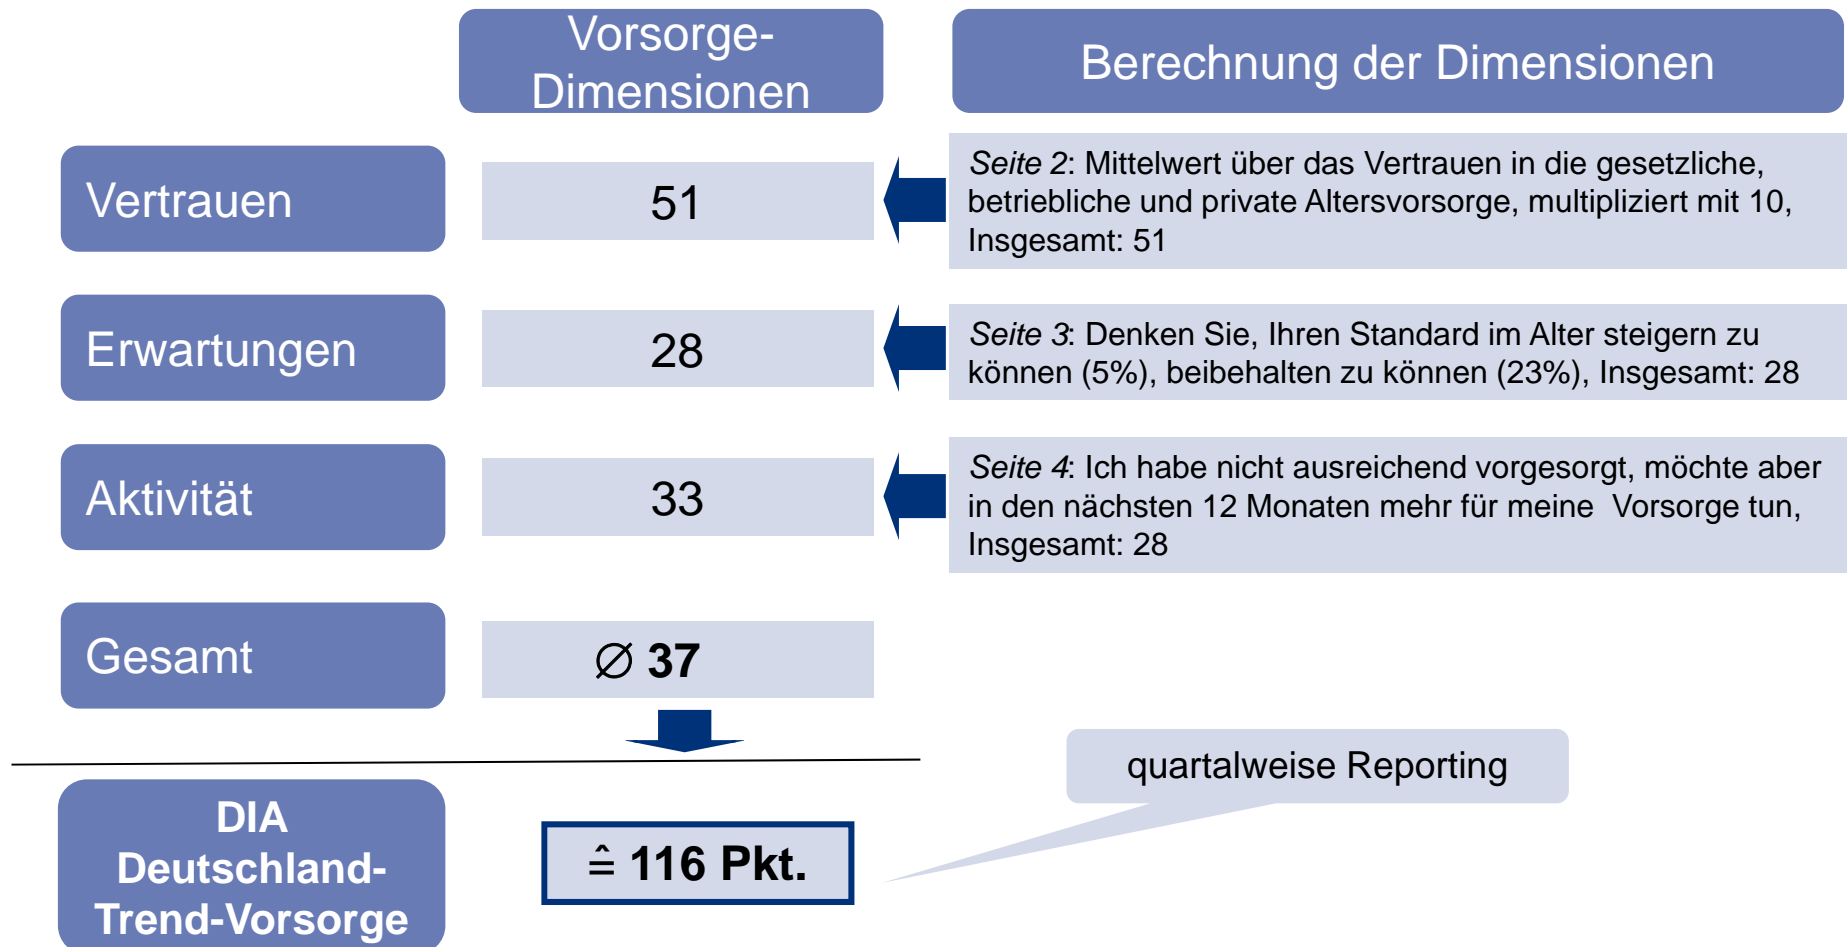 Vorsorge-
Dimensionen
Berechnung der Dimensionen
Vertrauen
51
Seite 2: Mittelwert über das Vertrauen in die gesetzliche,
betriebliche und private Altersvorsorge, multipliziert mit 10,
Insgesamt: 51
Erwartungen
28
Seite 3: Denken Sie, Ihren Standard im Alter steigern zu
können (5%), beibehalten zu können (23%), Insgesamt: 28
Aktivität
33
Seite 4: Ich habe nicht ausreichend vorgesorgt, möchte aber
in den nächsten 12 Monaten mehr für meine  Vorsorge tun,
Insgesamt: 28
Gesamt
∅ 37
quartalweise Reporting
DIA
Deutschland-
Trend-Vorsorge
≙ 116 Pkt.